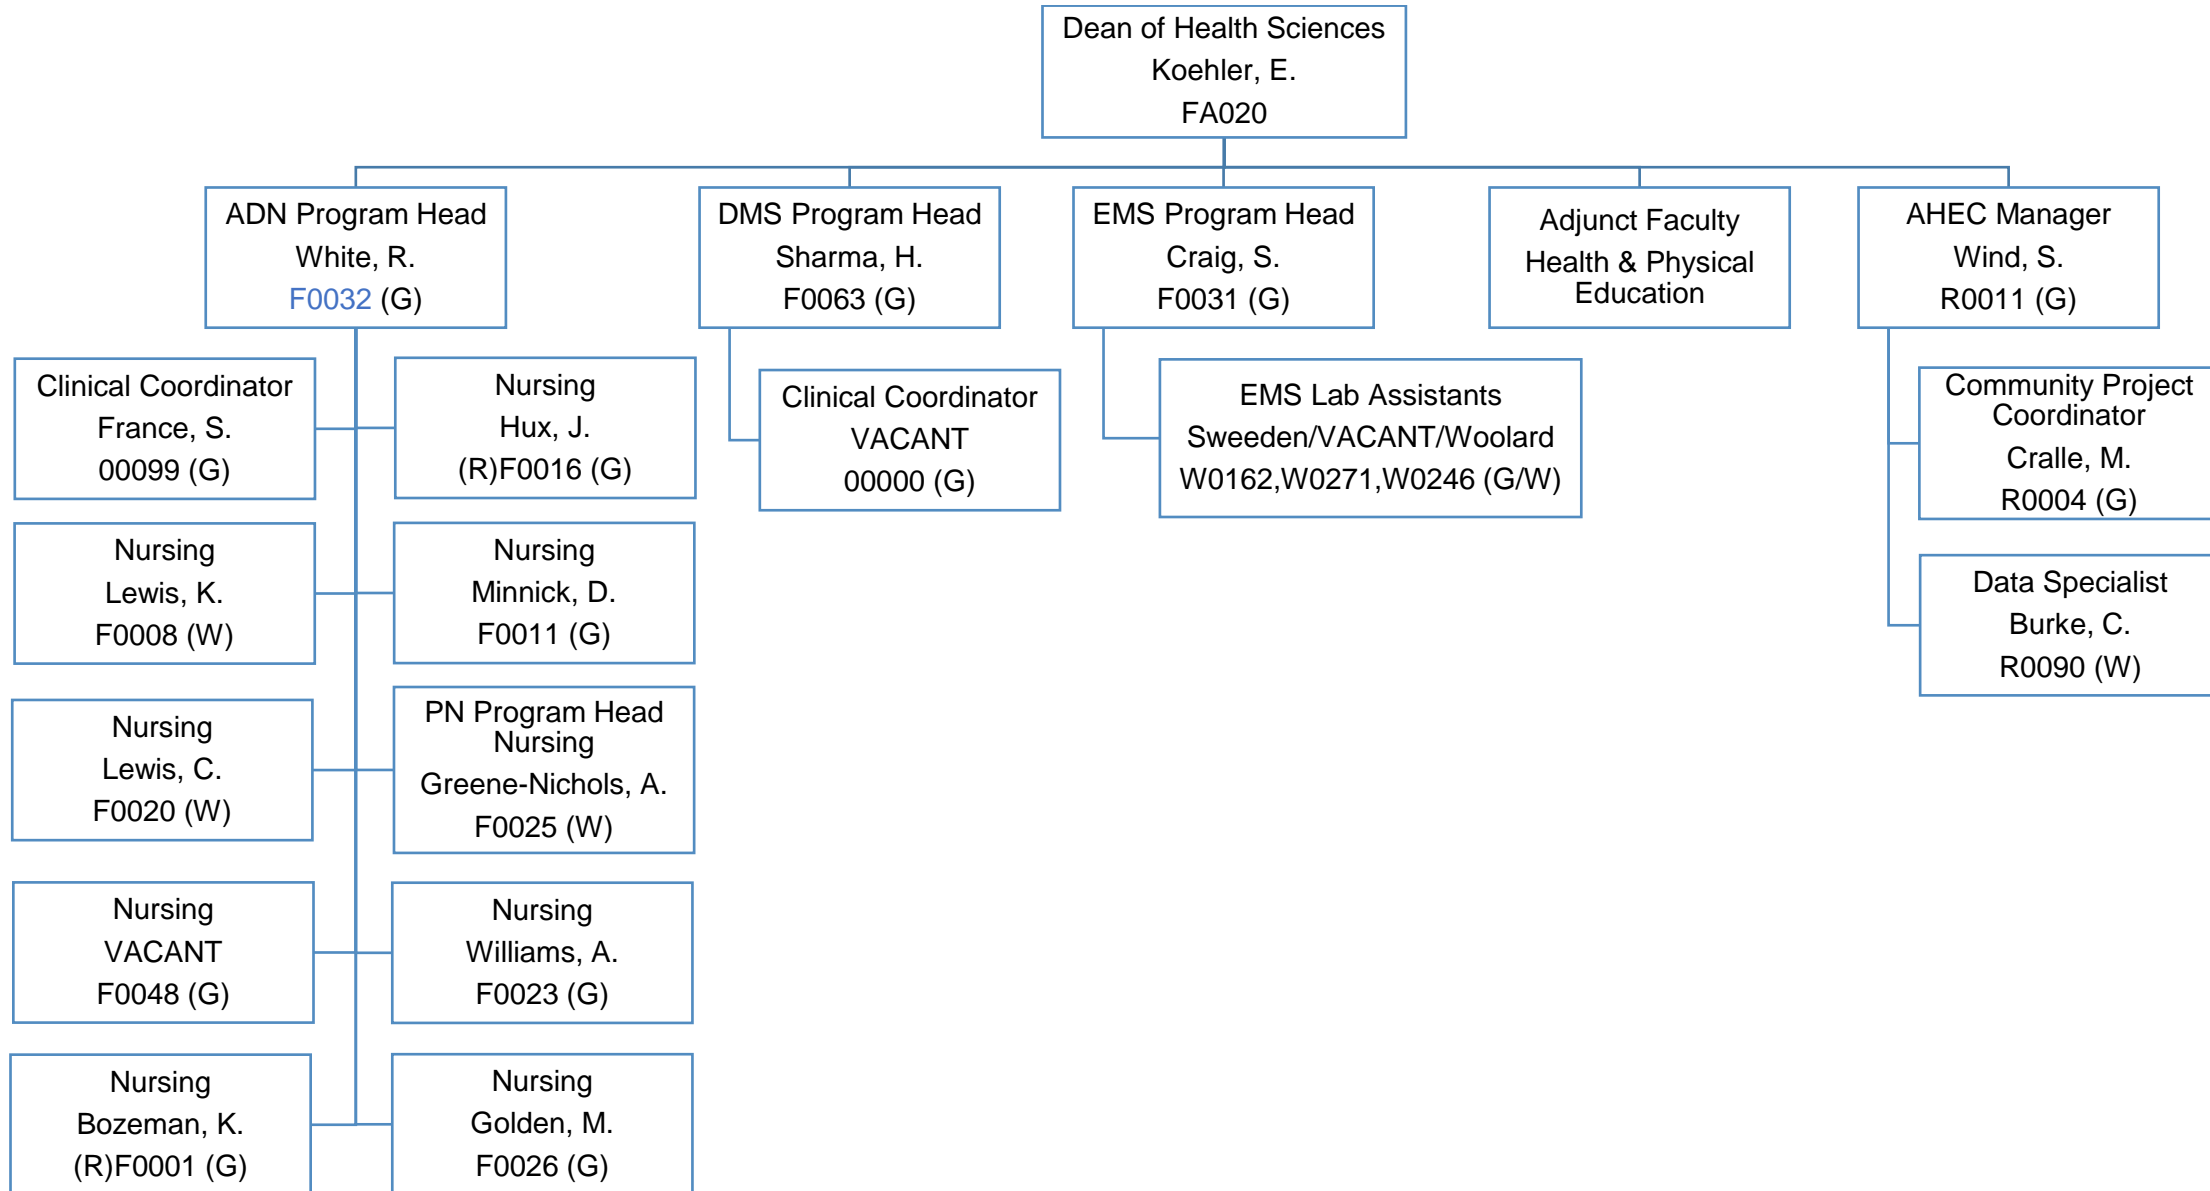 Dean of Health Sciences
Koehler, E.
FA020
ADN Program Head
White, R.
F0032 (G)
DMS Program Head
Sharma, H.
F0063 (G)
EMS Program Head
Craig, S.
F0031 (G)
Adjunct Faculty
Health & Physical
Education
AHEC Manager
Wind, S.
R0011 (G)
Clinical Coordinator
France, S.
00099 (G)
Nursing
Hux, J.
(R)F0016 (G)
Nursing
Lewis, K.
F0008 (W)
Nursing
Minnick, D.
F0011 (G)
Nursing
Lewis, C.
F0020 (W)
PN Program Head
Nursing
Greene-Nichols, A.
F0025 (W)
Nursing
VACANT
F0048 (G)
Nursing
Williams, A.
F0023 (G)
Nursing
Bozeman, K.
(R)F0001 (G)
Nursing
Golden, M.
F0026 (G)
Clinical Coordinator
VACANT
00000 (G)
EMS Lab Assistants
Sweeden/VACANT/Woolard
W0162,W0271,W0246 (G/W)
Community Project
Coordinator
Cralle, M.
R0004 (G)
Data Specialist
Burke, C.
R0090 (W)